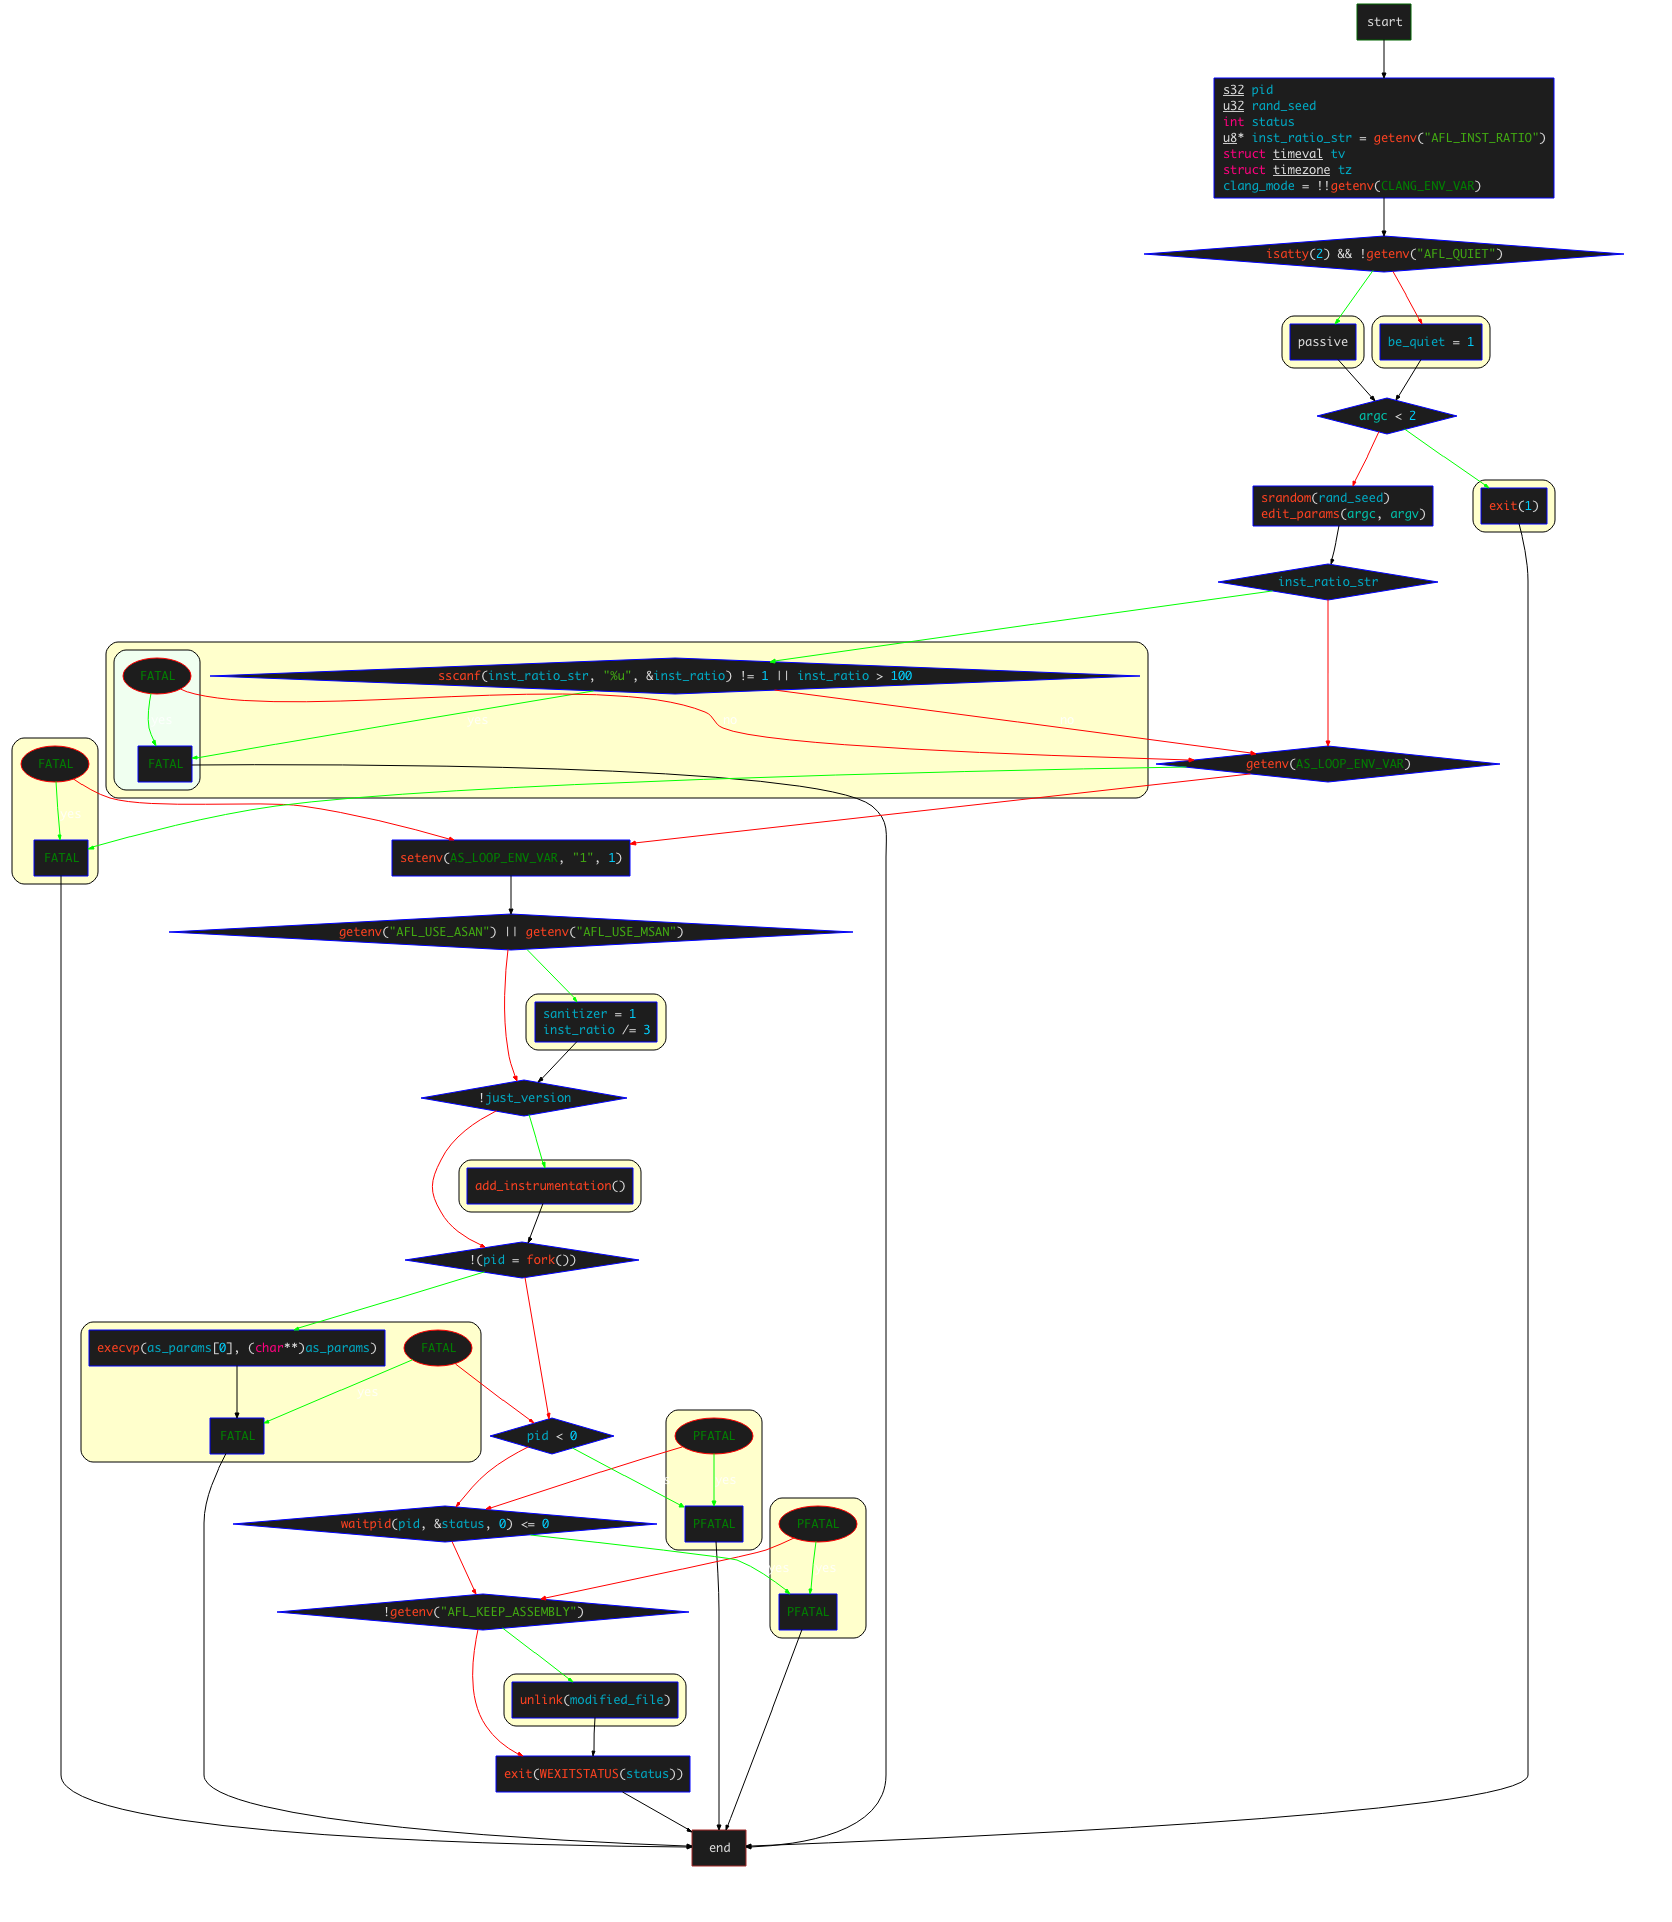 start
s32 pid
u32 rand_seed
int status
u8* inst_ratio_str = getenv("AFL_INST_RATIO")
struct timeval tv
struct timezone tz
clang_mode = !!getenv(CLANG_ENV_VAR)
isatty(2) && !getenv("AFL_QUIET")
passive
be_quiet = 1
argc < 2
srandom(rand_seed)
edit_params(argc, argv)
exit(1)
inst_ratio_str
FATAL
sscanf(inst_ratio_str, "%u", &inst_ratio) != 1 || inst_ratio > 100
FATAL
FATAL
getenv(AS_LOOP_ENV_VAR)
FATAL
setenv(AS_LOOP_ENV_VAR, "1", 1)
getenv("AFL_USE_ASAN") || getenv("AFL_USE_MSAN")
sanitizer = 1
inst_ratio /= 3
!just_version
add_instrumentation()
!(pid = fork())
execvp(as_params[0], (char**)as_params)
FATAL
FATAL
pid < 0
PFATAL
waitpid(pid, &status, 0) <= 0
PFATAL
PFATAL
!getenv("AFL_KEEP_ASSEMBLY")
PFATAL
unlink(modified_file)
exit(WEXITSTATUS(status))
end